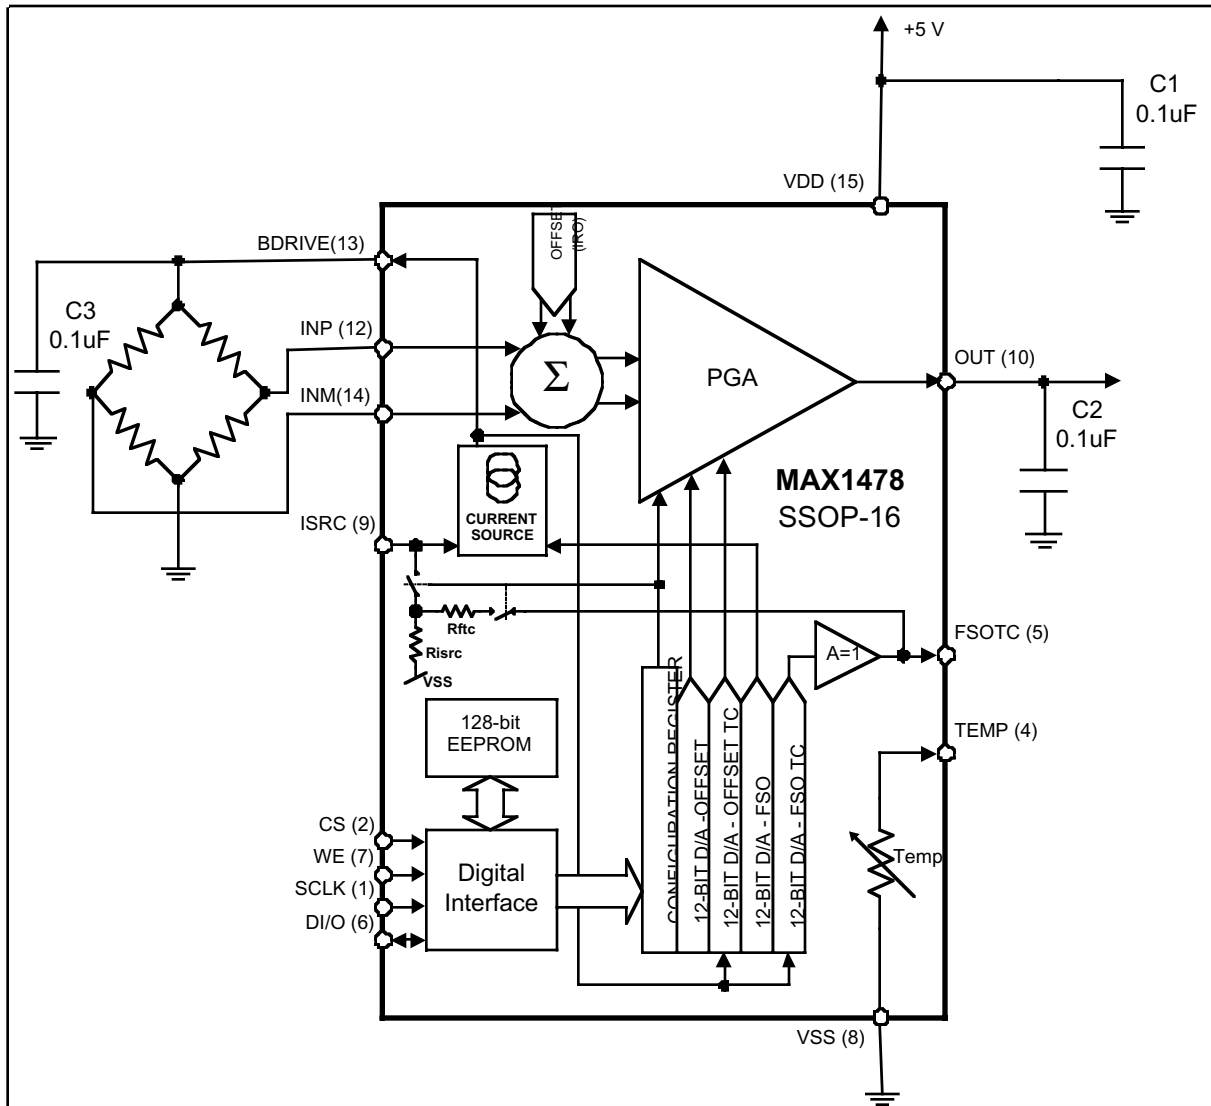 +5 V
C1
0.1uF
VDD (15)
OFFSET
(IRO)
BDRIVE(13)
C3
0.1uF
INP (12)
INM(14)
Σ
PGA
OUT (10)
C2
0.1uF
MAX1478
SSOP-16
CURRENT
SOURCE
ISRC (9)
Rftc
Risrc
VSS
A=1
FSOTC (5)
128-bit
EEPROM
CONFIGURATION REGISTER
12-BIT D/A -OFFSET
12-BIT D/A - OFFSET TC
12-BIT D/A - FSO
12-BIT D/A - FSO TC
TEMP (4)
Temp
CS (2)
WE (7)
SCLK (1)
DI/O (6)
Digital
Interface
VSS (8)